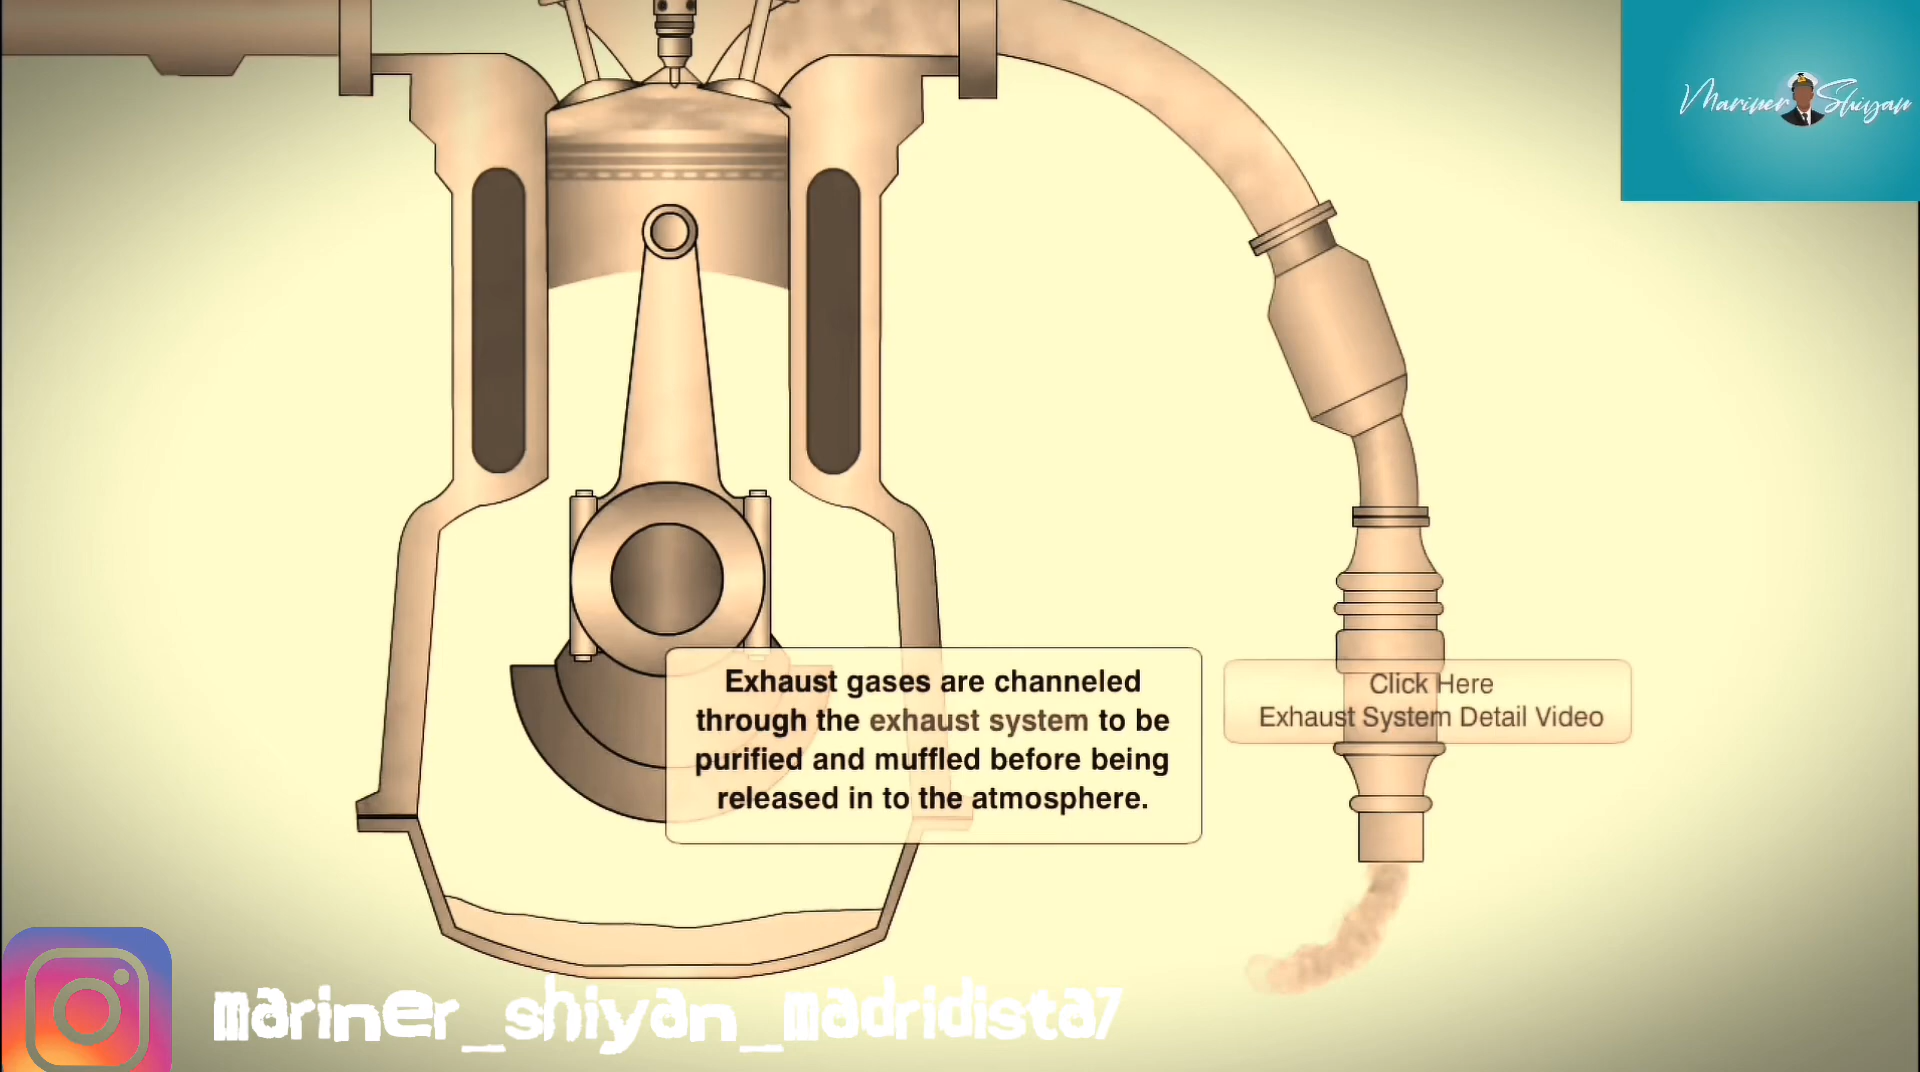 Mariner Shiyan
Exhaust gases are channeled
through the exhaust system to be
purified and muffled before being
released in to the atmosphere.
Click Here
Exhaust System Detail Video
mariner_shiyan_madridista7